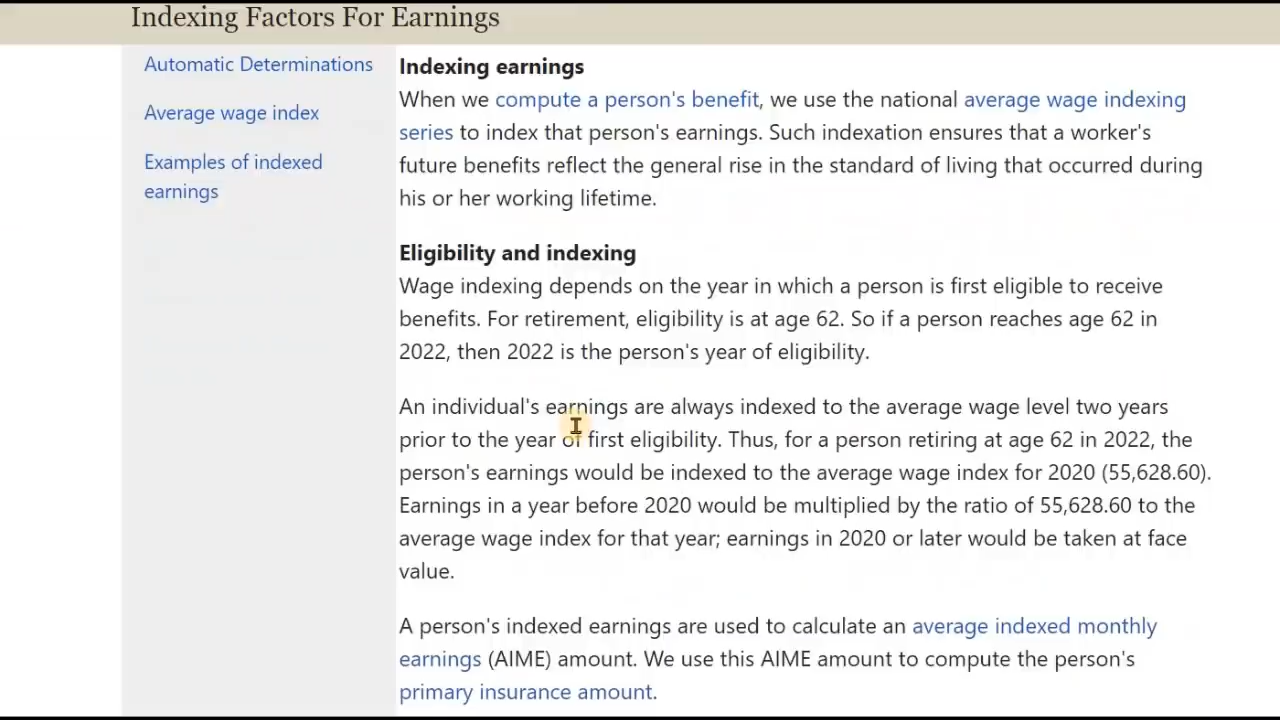 Indexing Factors For Earnings
Automatic Determinations
Average wage index
Examples of indexed
earnings
Indexing earnings
When we compute a person's benefit, we use the national average wage indexing
series to index that person's earnings. Such indexation ensures that a worker's
future benefits reflect the general rise in the standard of living that occurred during
his or her working lifetime.
Eligibility and indexing
Wage indexing depends on the year in which a person is first eligible to receive
benefits. For retirement, eligibility is at age 62. So if a person reaches age 62 in
2022, then 2022 is the person's year of eligibility.
An individual's earnings are always indexed to the average wage level two years
prior to the year of first eligibility. Thus, for a person retiring at age 62 in 2022, the
person's earnings would be indexed to the average wage index for 2020 (55,628.60).
Earnings in a year before 2020 would be multiplied by the ratio of 55,628.60 to the
average wage index for that year; earnings in 2020 or later would be taken at face
value.
A person's indexed earnings are used to calculate an average indexed monthly
earnings (AIME) amount. We use this AIME amount to compute the person's
primary insurance amount.